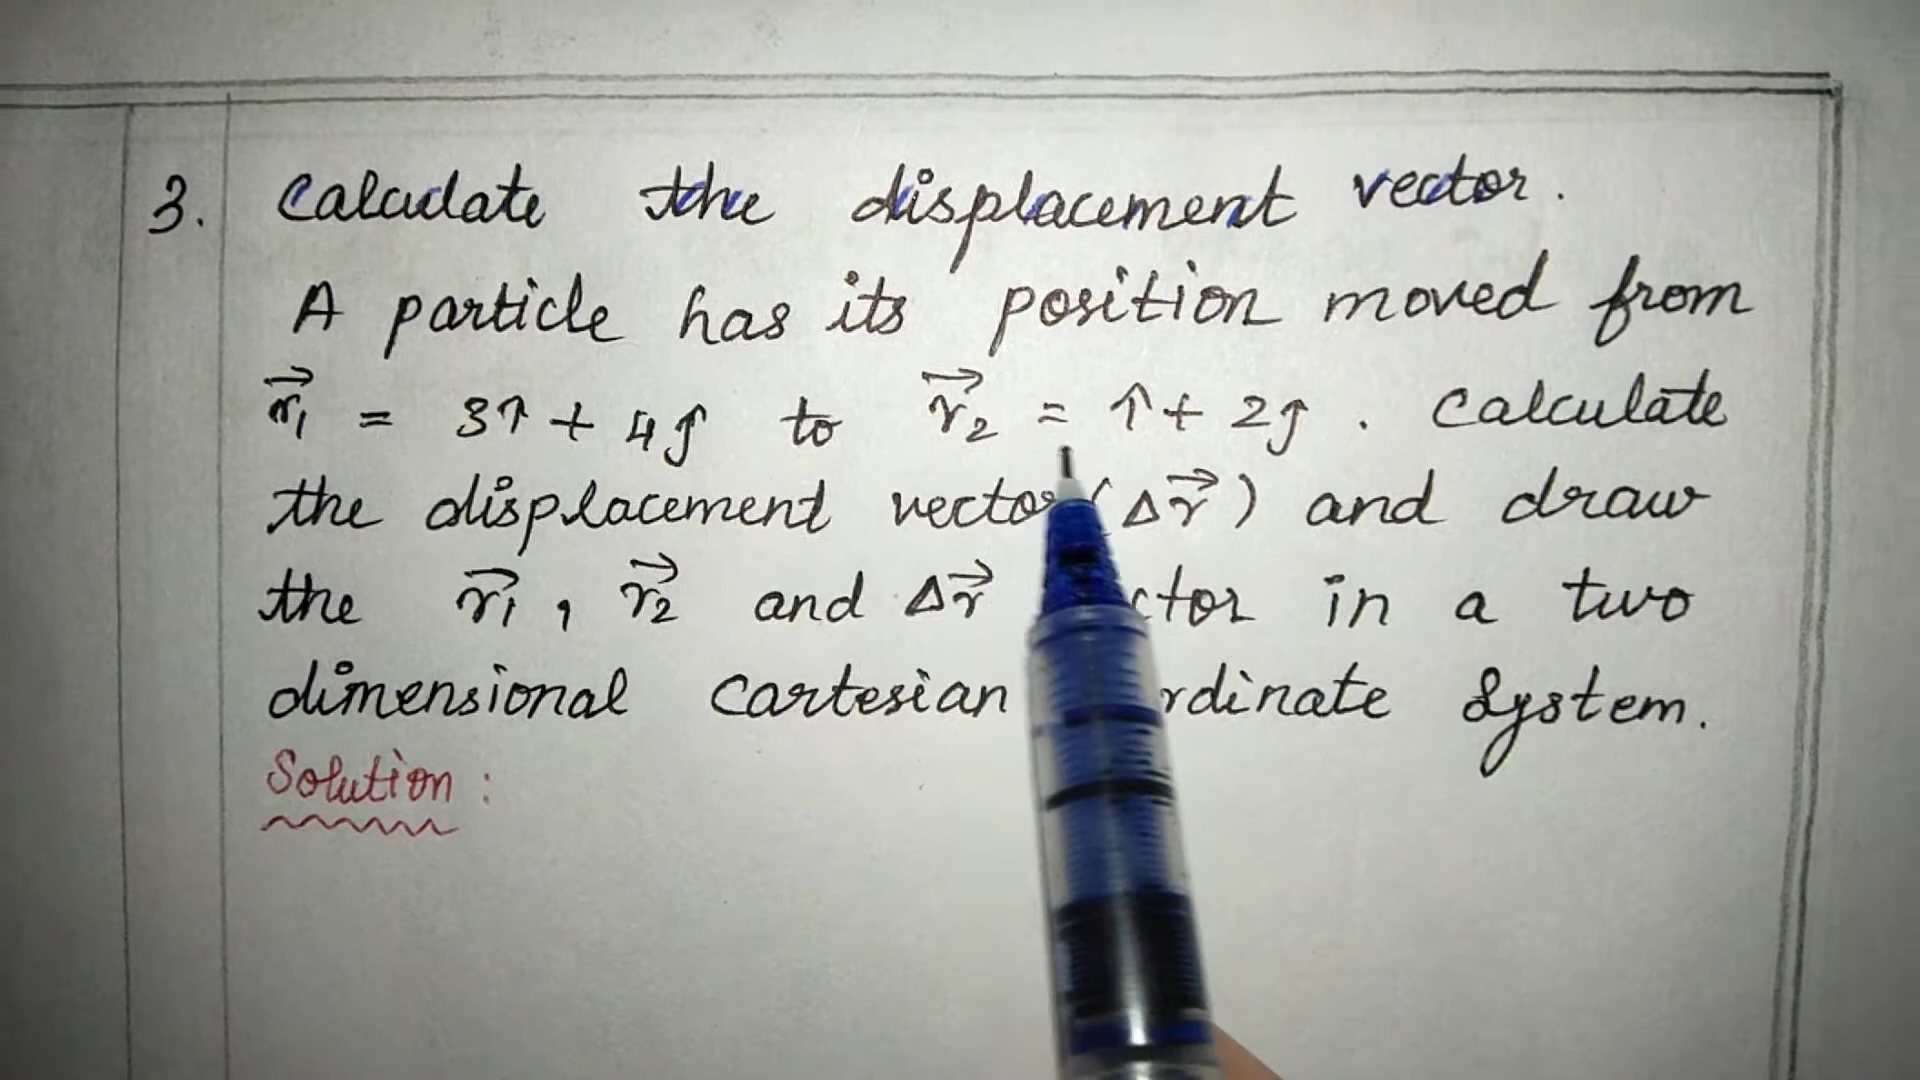 3. Calculate the displacement vector.
A particle has its position moved from
r⃗₁ = 3î + 4ĵ to r⃗₂ = î + 2ĵ . Calculate
the displacement vector (Δr⃗) and draw
the r⃗₁, r⃗₂ and Δr⃗ in a two
dimensional Cartesian System.
Solution: